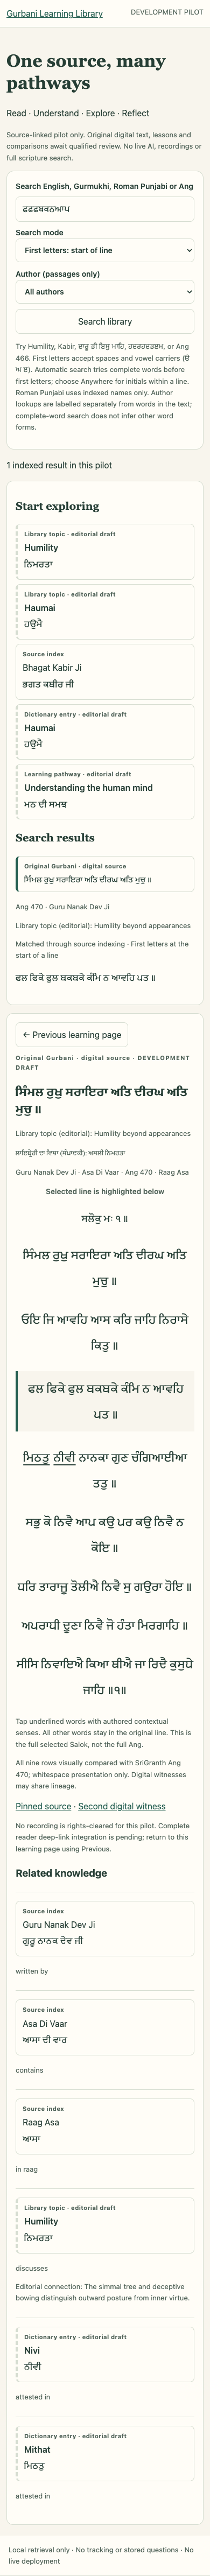 Gurbani Learning Library
DEVELOPMENT PILOT
One source, many
pathways
Read · Understand · Explore · Reflect
Source-linked pilot only. Original digital text, lessons and
comparisons await qualified review. No live AI, recordings or
full scripture search.
Search English, Gurmukhi, Roman Punjabi or Ang
ਫਫਫਬਕਨਆਪ
Search mode
First letters: start of line
Author (passages only)
All authors
Search library
Try Humility, Kabir, ਦਾਰੂ ਭੀ ਇਸੁ ਮਾਹਿ, ਹਦਰਹਦਭਇਮ, or Ang
466. First letters accept spaces and vowel carriers (ੳ
ਅ ੲ). Automatic search tries complete words before
first letters; choose Anywhere for initials within a line.
Roman Punjabi uses indexed names only. Author
lookups are labelled separately from words in the text;
complete-word search does not infer other word
forms.
1 indexed result in this pilot
Start exploring
Library topic · editorial draft
Humility
ਨਿਮਰਤਾ
Library topic · editorial draft
Haumai
ਹਉਮੈ
Source index
Bhagat Kabir Ji
ਭਗਤ ਕਬੀਰ ਜੀ
Dictionary entry · editorial draft
Haumai
ਹਉਮੈ
Learning pathway · editorial draft
Understanding the human mind
ਮਨ ਦੀ ਸਮਝ
Search results
Original Gurbani · digital source
ਸਿੰਮਲ ਰੁਖੁ ਸਰਾਇਰਾ ਅਤਿ ਦੀਰਘ ਅਤਿ ਮੁਚੁ ॥
Ang 470 · Guru Nanak Dev Ji
Library topic (editorial): Humility beyond appearances
Matched through source indexing · First letters at the
start of line
ਫਲ ਫਿਕੇ ਫੁਲ ਬਕਬਕੇ ਕੰਮਿ ਨ ਆਵਹਿ ਪਤ ॥
← Previous learning page
Original Gurbani · digital source · DEVELOPMENT
DRAFT
ਸਿੰਮਲ ਰੁਖੁ ਸਰਾਇਰਾ ਅਤਿ ਦੀਰਘ ਅਤਿ
ਮੁਚੁ ॥
Library topic (editorial): Humility beyond appearances
ਲਾਇਬ੍ਰੇਰੀ ਦਾ ਵਿਸ਼ਾ (ਸੰਪਾਦਕੀ): ਅਸਲੀ ਨਿਮਰਤਾ
Guru Nanak Dev Ji · Asa Di Vaar · Ang 470 · Raag Asa
Selected line is highlighted below
ਸਲੋਕੁ ਮਃ ੧ ॥
ਸਿੰਮਲ ਰੁਖੁ ਸਰਾਇਰਾ ਅਤਿ ਦੀਰਘ ਅਤਿ
ਮੁਚੁ ॥
ਓਇ ਜਿ ਆਵਹਿ ਆਸ ਕਰਿ ਜਾਹਿ ਨਿਰਾਸੇ
ਕਿਤੁ ॥
ਫਲ ਫਿਕੇ ਫੁਲ ਬਕਬਕੇ ਕੰਮਿ ਨ ਆਵਹਿ
ਪਤ ॥
ਮਿਠਤੁ ਨੀਵੀ ਨਾਨਕਾ ਗੁਣ ਚੰਗਿਆਈਆ
ਤਤੁ ॥
ਸਭੁ ਕੋ ਨਿਵੈ ਆਪ ਕਉ ਪਰ ਕਉ ਨਿਵੈ ਨ
ਕੋਇ ॥
ਧਰਿ ਤਾਰਾਜੂ ਤੋਲੀਐ ਨਿਵੈ ਸੁ ਗਉਰਾ ਹੋਇ ॥
ਅਪਰਾਧੀ ਦੂਣਾ ਨਿਵੈ ਜੋ ਹੰਤਾ ਮਿਰਗਾਹਿ ॥
ਸੀਸਿ ਨਿਵਾਇਐ ਕਿਆ ਥੀਐ ਜਾ ਰਿਦੈ ਕੁਸੁਧੇ
ਜਾਹਿ ॥੧॥
Tap underlined words with authored contextual
senses. All other words stay in the original line. This is
the full selected Salok, not the full Ang.
All nine rows visually compared with SriGranth Ang
470; whitespace presentation only. Digital witnesses
may share lineage.
Pinned source · Second digital witness
No recording is rights-cleared for this pilot. Complete
reader deep-link integration is pending; return to this
learning page using Previous.
Related knowledge
Source index
Guru Nanak Dev Ji
ਗੁਰੂ ਨਾਨਕ ਦੇਵ ਜੀ
written by
Source index
Asa Di Vaar
ਆਸਾ ਦੀ ਵਾਰ
contains
Source index
Raag Asa
ਆਸਾ
in raag
Library topic · editorial draft
Humility
ਨਿਮਰਤਾ
discusses
Editorial connection: The simmal tree and deceptive
bowing distinguish outward posture from inner virtue.
Dictionary entry · editorial draft
Nivi
ਨੀਵੀ
attested in
Dictionary entry · editorial draft
Mithat
ਮਿਠਤੁ
attested in
Local retrieval only · No tracking or stored questions · No
live deployment